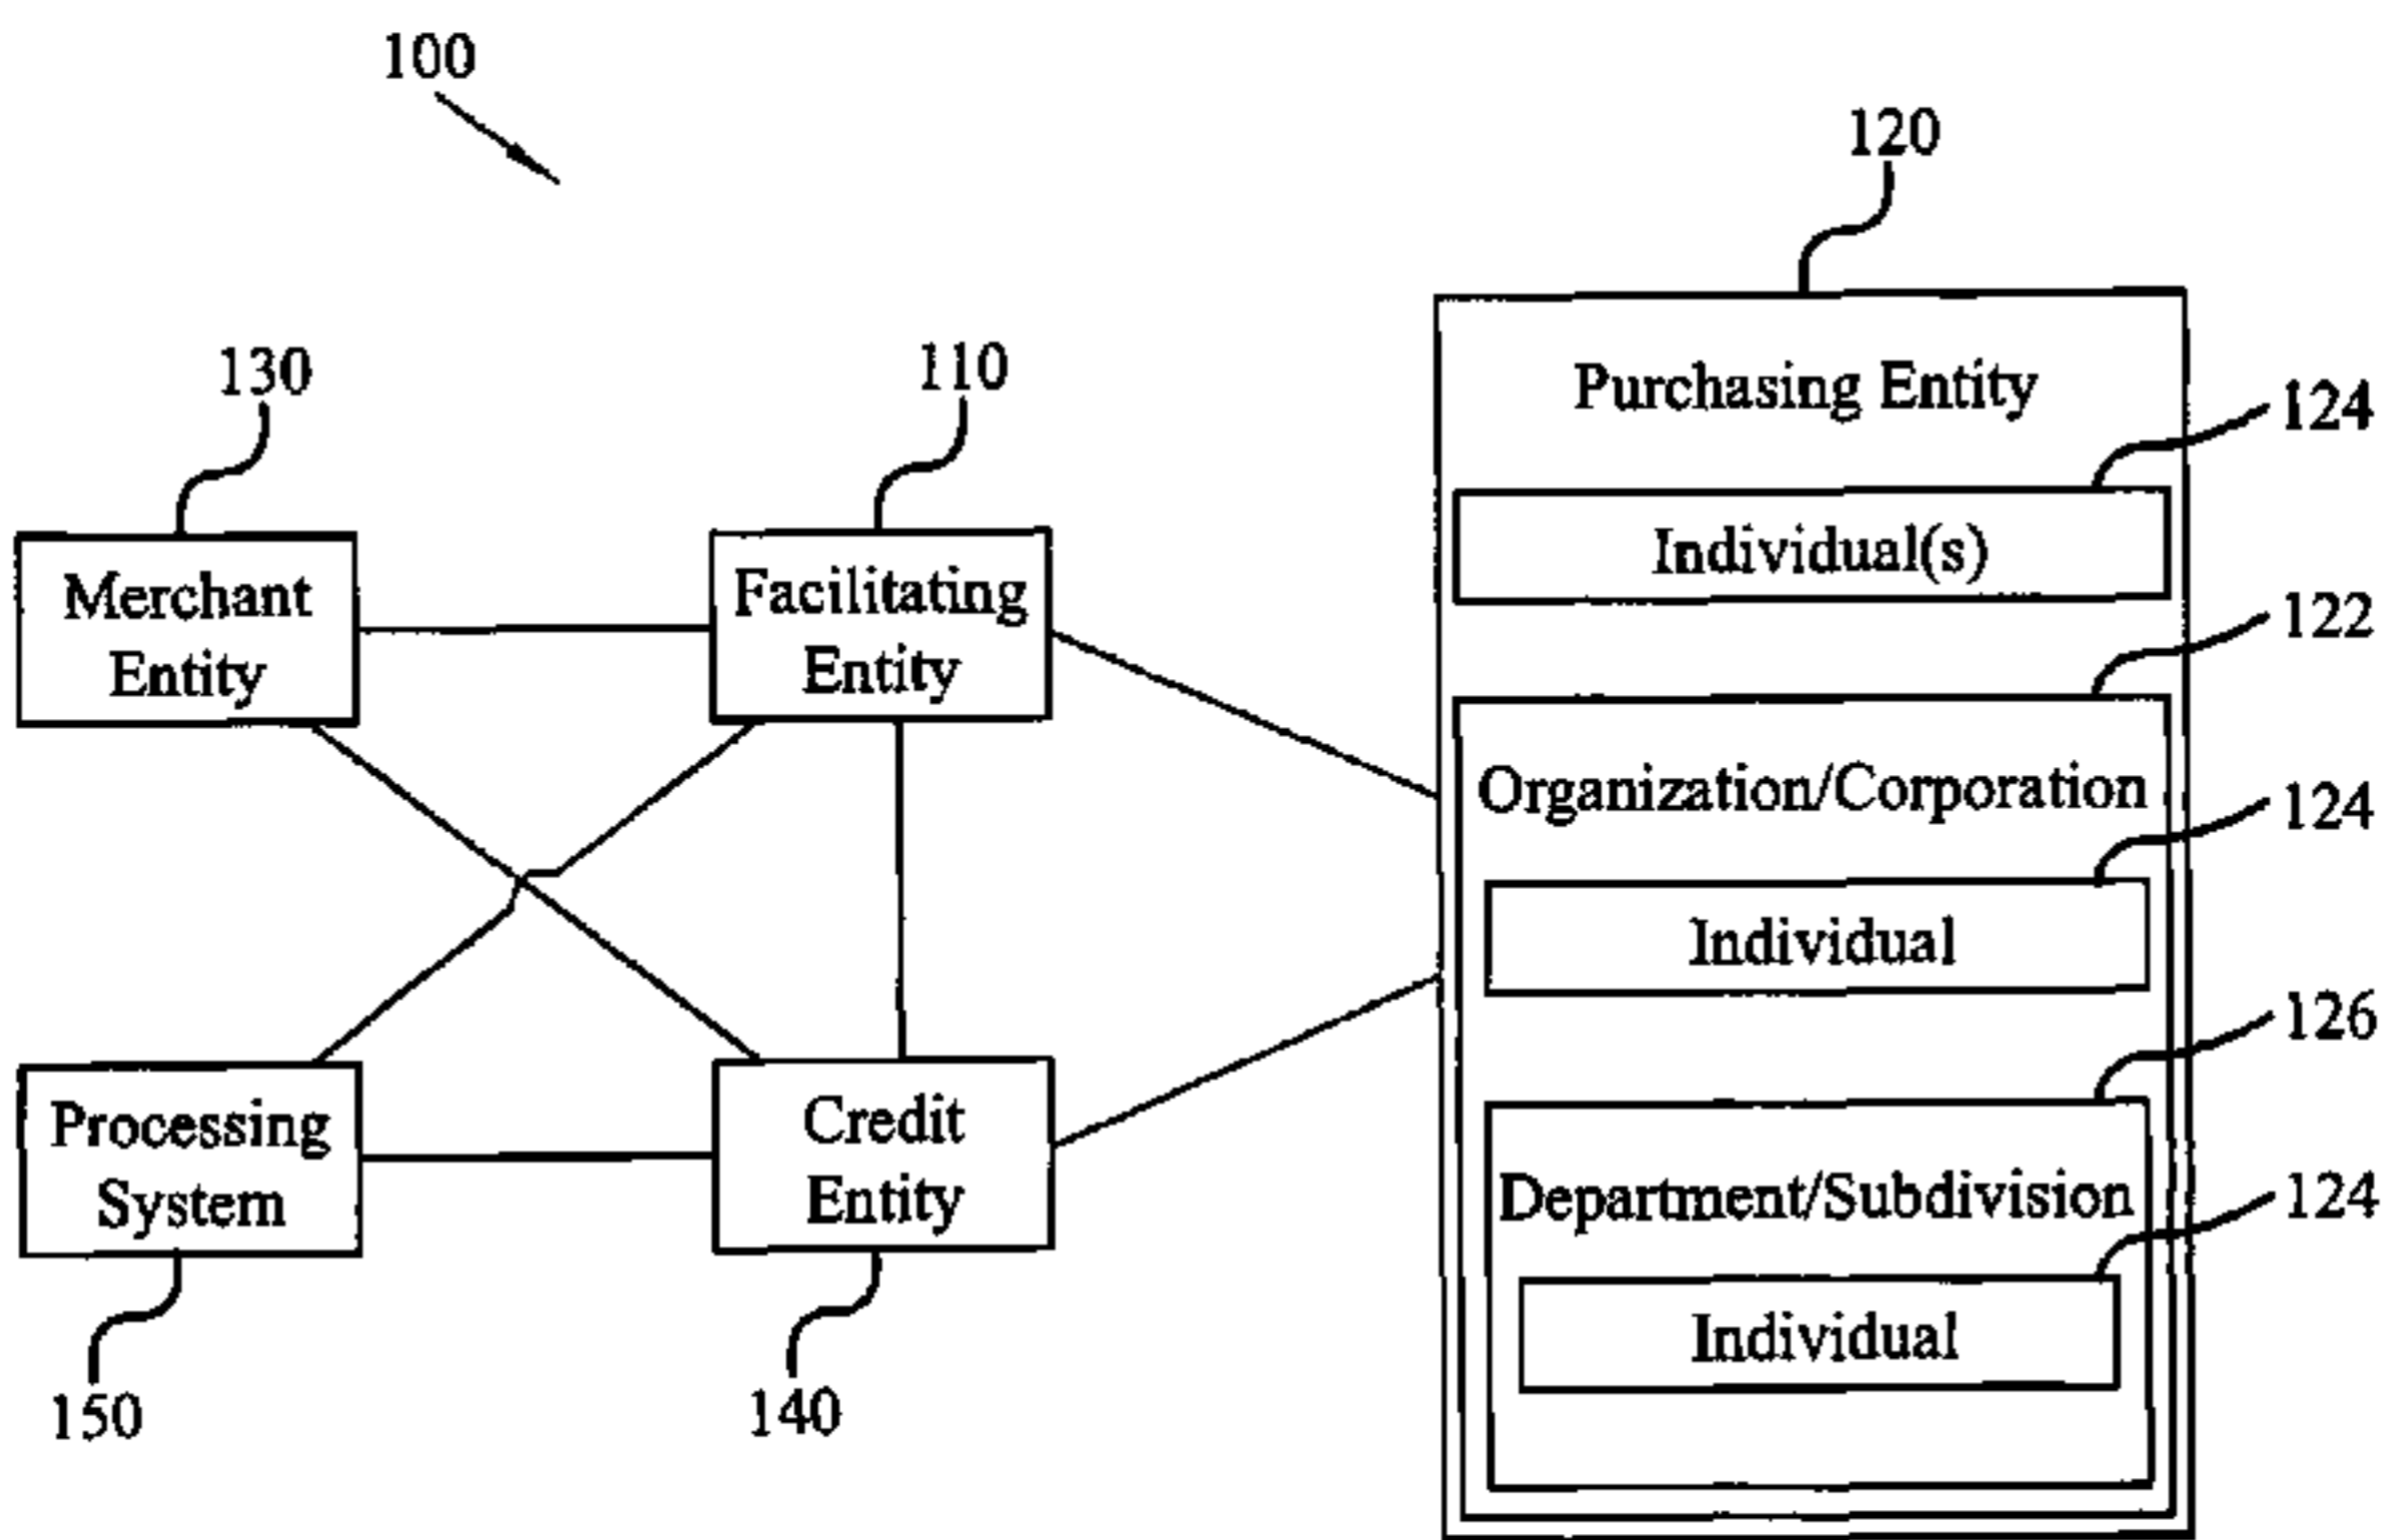 100
120
130
110
Purchasing Entity
124
Individual(s)
Merchant
Entity
Facilitating
Entity
122
Organization/Corporation
124
Individual
126
Processing
System
Credit
Entity
Department/Subdivision
124
Individual
150
140